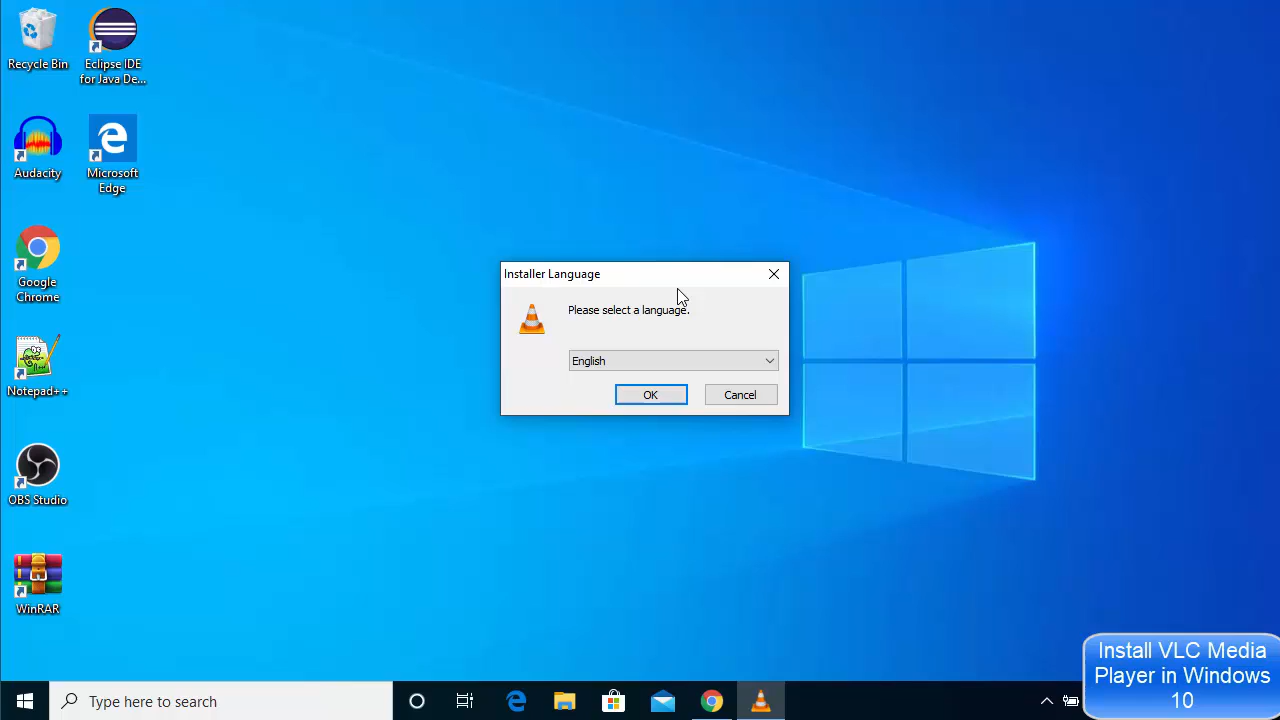 Recycle Bin
Eclipse IDE
for Java De...
Audacity
Microsoft
Edge
Google
Chrome
Notepad++
OBS Studio
WinRAR
Installer Language
Please select a language.
English
OK
Cancel
Type here to search
Install VLC Media
Player in Windows
10